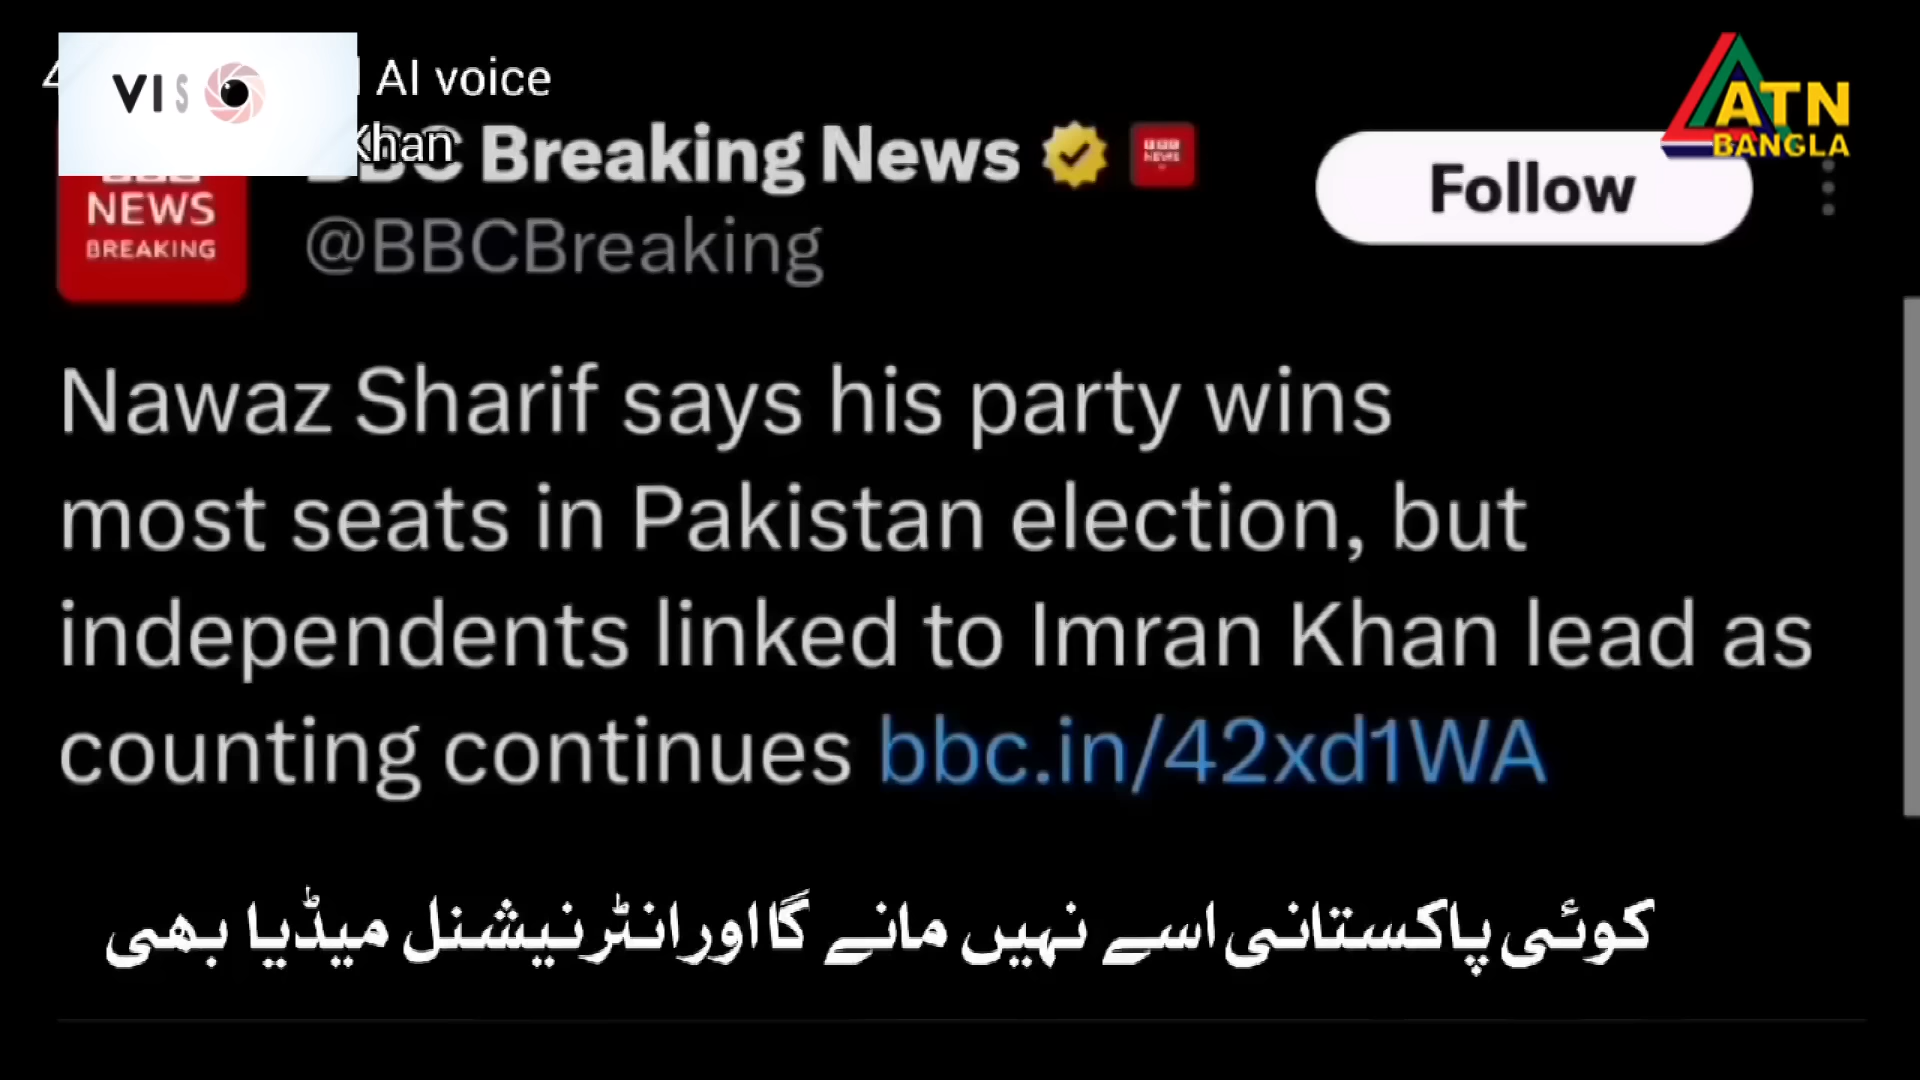 VIS
AI voice
Khan
ATN
BANGLA
BBC Breaking News
@BBCBreaking
Follow
NEWS
BREAKING
Nawaz Sharif says his party wins
most seats in Pakistan election, but
independents linked to Imran Khan lead as
counting continues bbc.in/42xd1WA
کوئی پاکستانی اسے نہیں مانے گا اور انٹرنیشنل میڈیا بھی